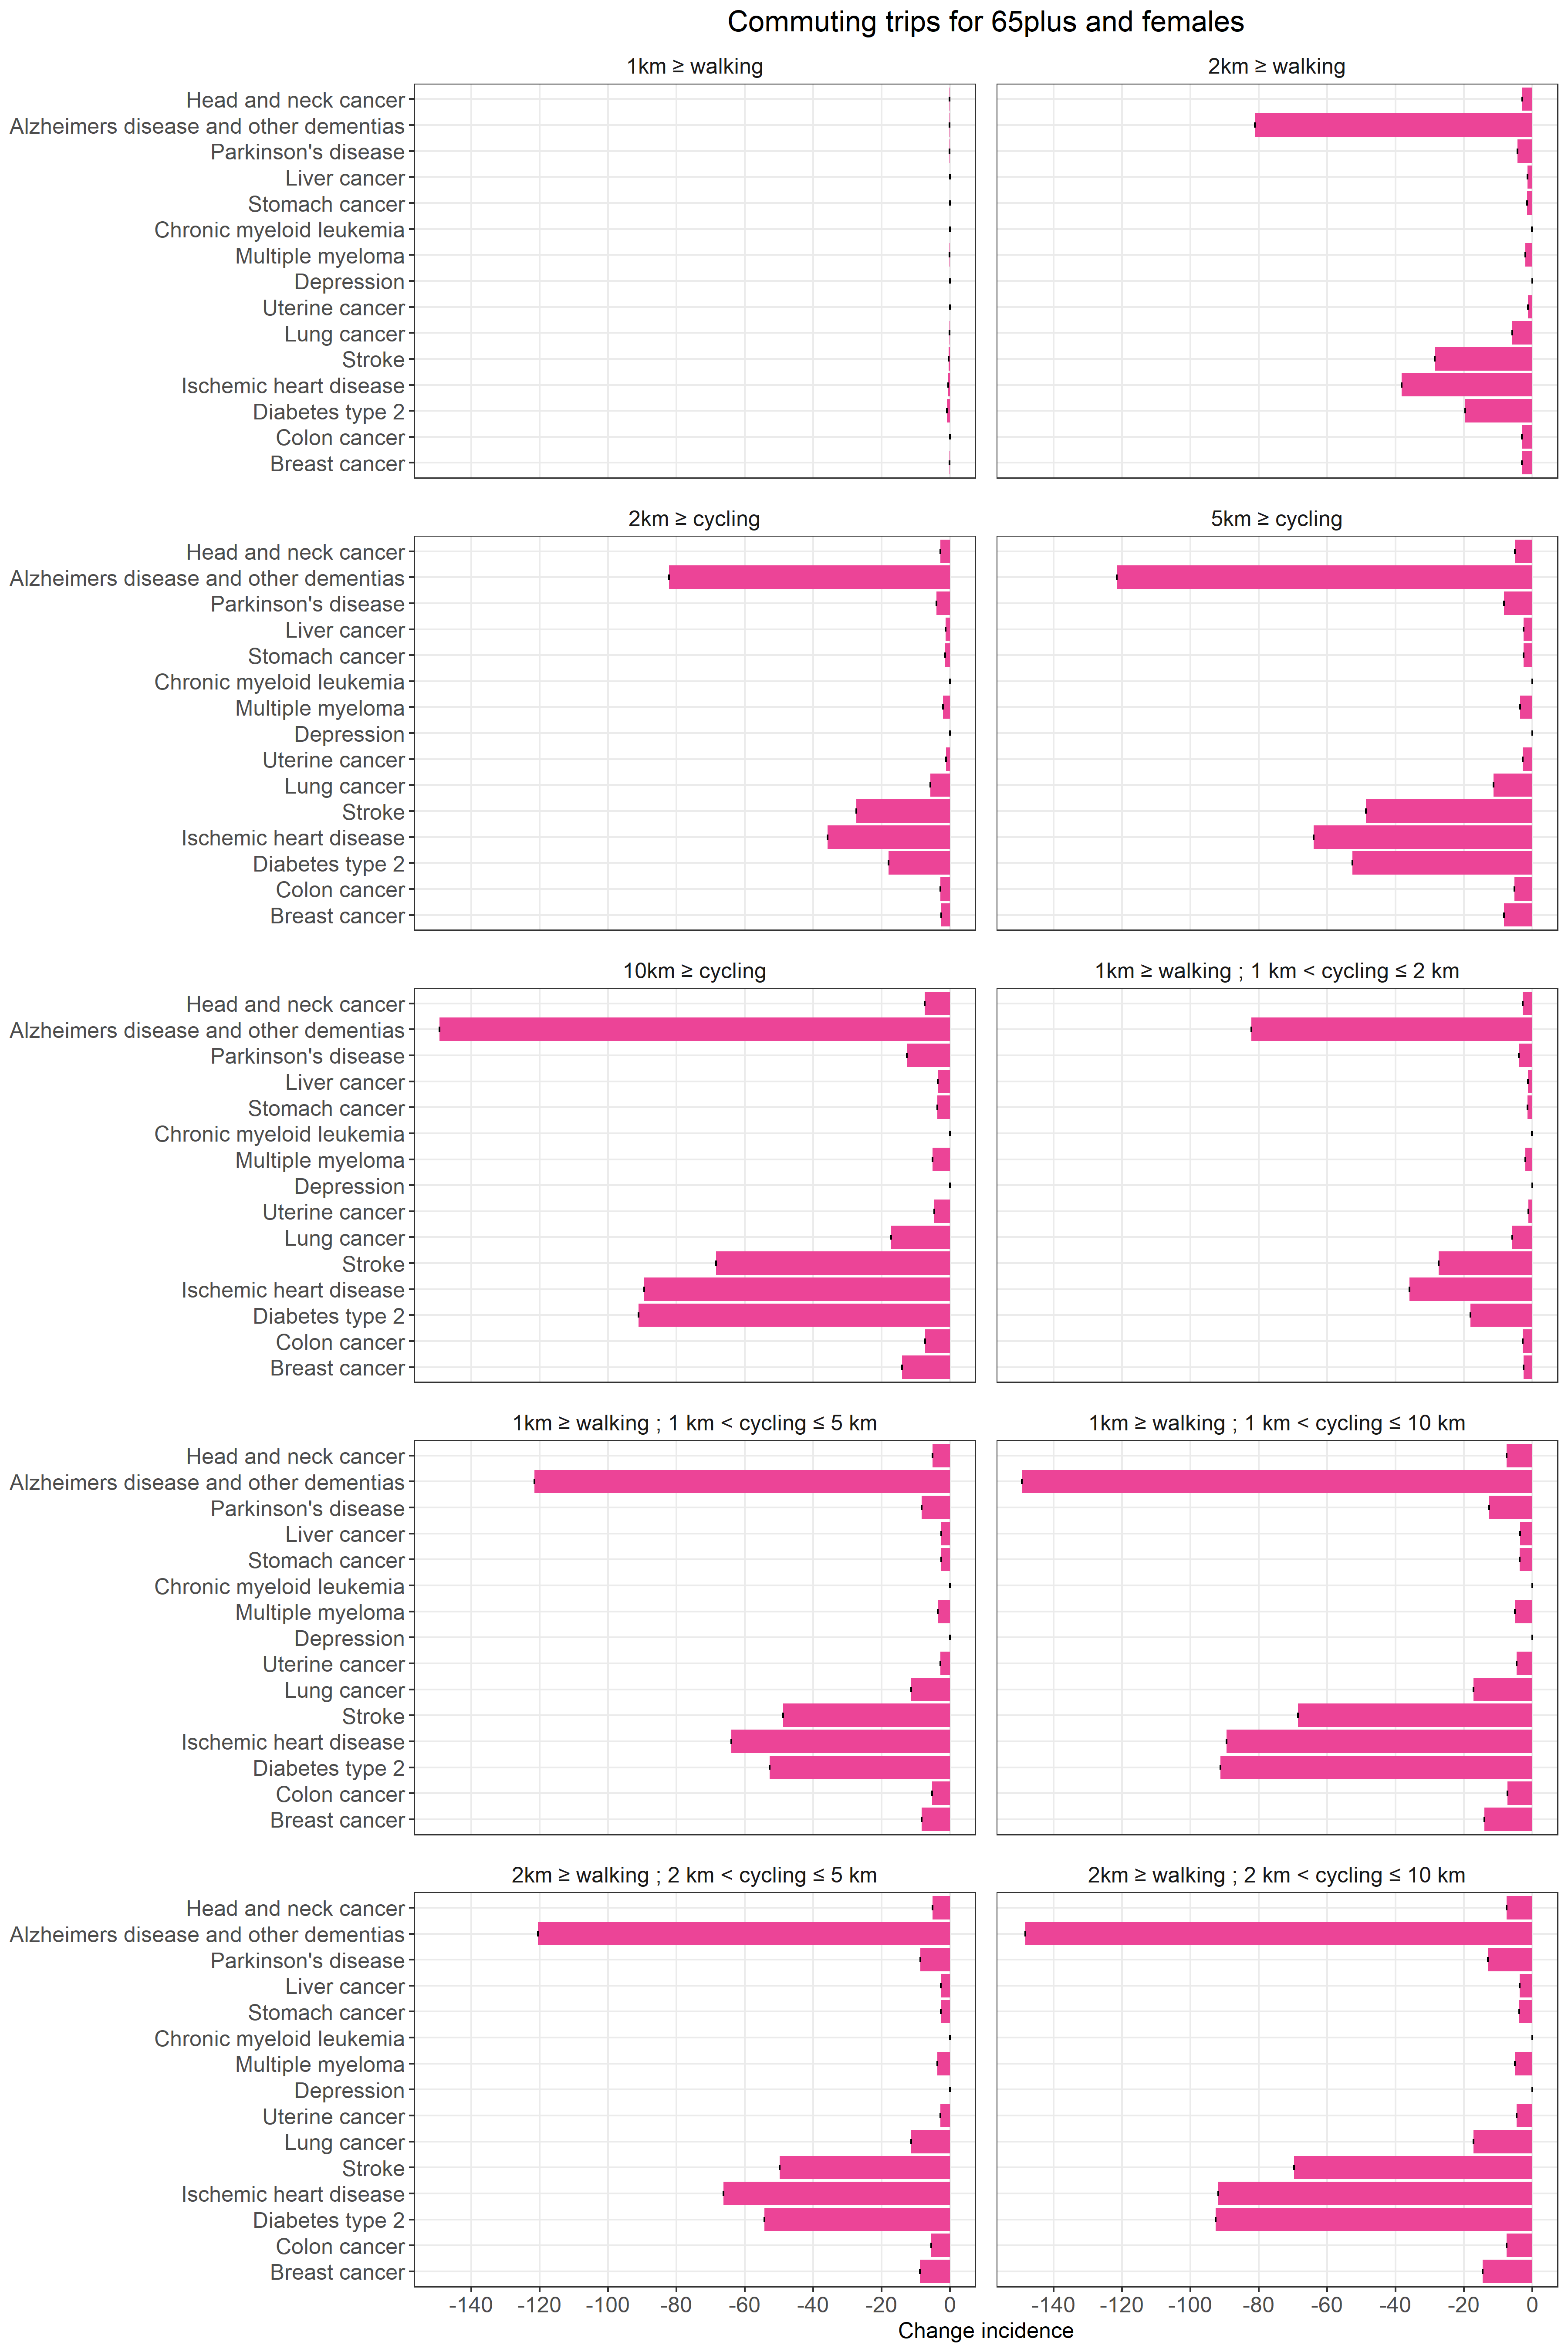 Commuting trips for 65plus and females
1km ≥ walking
2km ≥ walking
Head and neck cancer
Alzheimers disease and other dementias
Parkinson's disease
Liver cancer
Stomach cancer
Chronic myeloid leukemia
Multiple myeloma
Depression
Uterine cancer
Lung cancer
Stroke
Ischemic heart disease
Diabetes type 2
Colon cancer
Breast cancer
2km ≥ cycling
5km ≥ cycling
Head and neck cancer
Alzheimers disease and other dementias
Parkinson's disease
Liver cancer
Stomach cancer
Chronic myeloid leukemia
Multiple myeloma
Depression
Uterine cancer
Lung cancer
Stroke
Ischemic heart disease
Diabetes type 2
Colon cancer
Breast cancer
10km ≥ cycling
1km ≥ walking ; 1 km < cycling ≤ 2 km
Head and neck cancer
Alzheimers disease and other dementias
Parkinson's disease
Liver cancer
Stomach cancer
Chronic myeloid leukemia
Multiple myeloma
Depression
Uterine cancer
Lung cancer
Stroke
Ischemic heart disease
Diabetes type 2
Colon cancer
Breast cancer
1km ≥ walking ; 1 km < cycling ≤ 5 km
1km ≥ walking ; 1 km < cycling ≤ 10 km
Head and neck cancer
Alzheimers disease and other dementias
Parkinson's disease
Liver cancer
Stomach cancer
Chronic myeloid leukemia
Multiple myeloma
Depression
Uterine cancer
Lung cancer
Stroke
Ischemic heart disease
Diabetes type 2
Colon cancer
Breast cancer
2km ≥ walking ; 2 km < cycling ≤ 5 km
2km ≥ walking ; 2 km < cycling ≤ 10 km
Head and neck cancer
Alzheimers disease and other dementias
Parkinson's disease
Liver cancer
Stomach cancer
Chronic myeloid leukemia
Multiple myeloma
Depression
Uterine cancer
Lung cancer
Stroke
Ischemic heart disease
Diabetes type 2
Colon cancer
Breast cancer
-140 -120 -100 -80 -60 -40 -20 0
-140 -120 -100 -80 -60 -40 -20 0
Change incidence